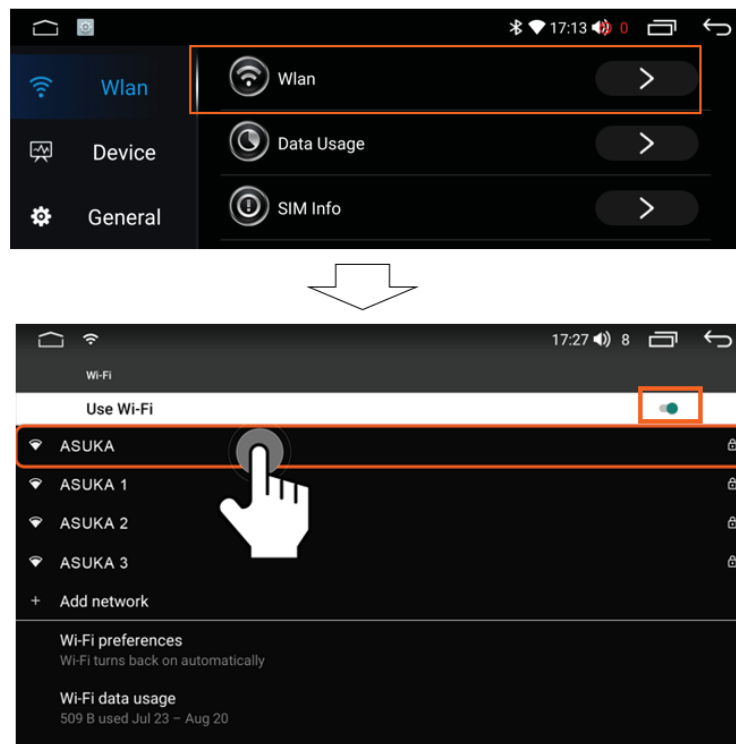 17:13 0
Wlan
Wlan
Device
Data Usage
General
SIM Info
17:27 8
Wi-Fi
Use Wi-Fi
ASUKA
ASUKA 1
ASUKA 2
ASUKA 3
+ Add network
Wi-Fi preferences
Wi-Fi turns back on automatically
Wi-Fi data usage
509 B used Jul 23 – Aug 20